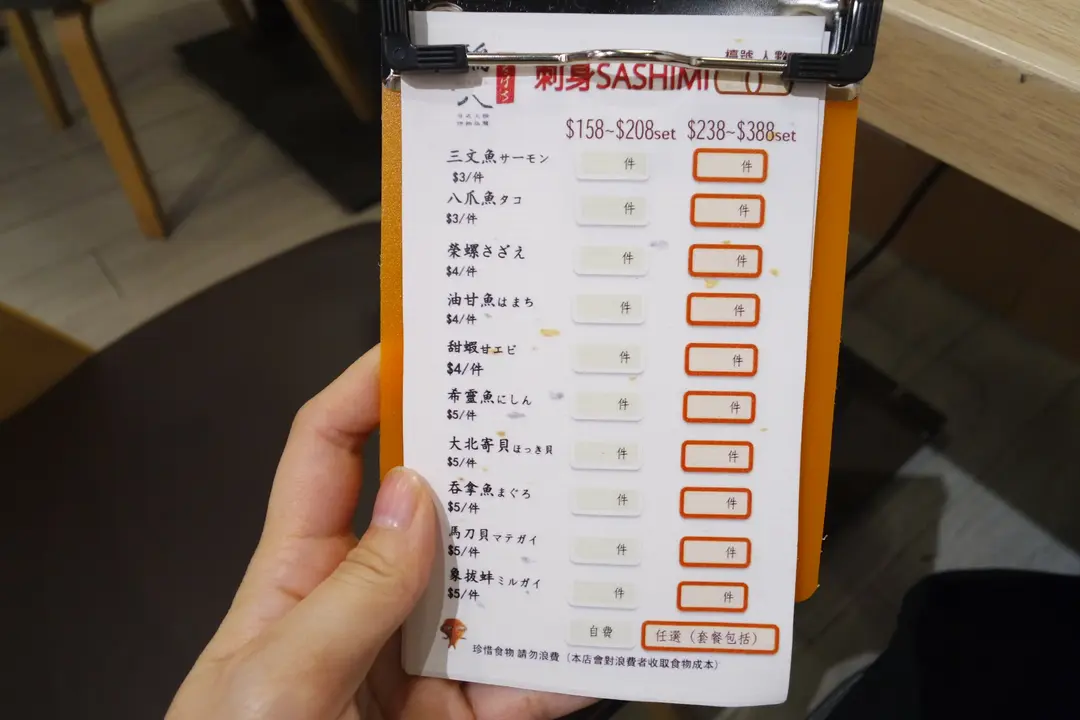 刺身SASHIMI
$158~$208set $238~$388set
三文魚サーモン 件 件
$3/件
八爪魚タコ 件 件
$3/件
榮螺さざえ 件 件
$4/件
油甘魚はまち 件 件
$4/件
甜蝦甘エビ 件 件
$4/件
希靈魚にしん 件 件
$5/件
大北寄貝ほっき貝 件 件
$5/件
吞拿魚まぐろ 件 件
$5/件
馬刀貝マテガイ 件 件
$5/件
象拔蚌ミルガイ 件 件
$5/件
自費 任選（套餐包括）
珍惜食物 請勿浪費（本店會對浪費者收取食物成本）